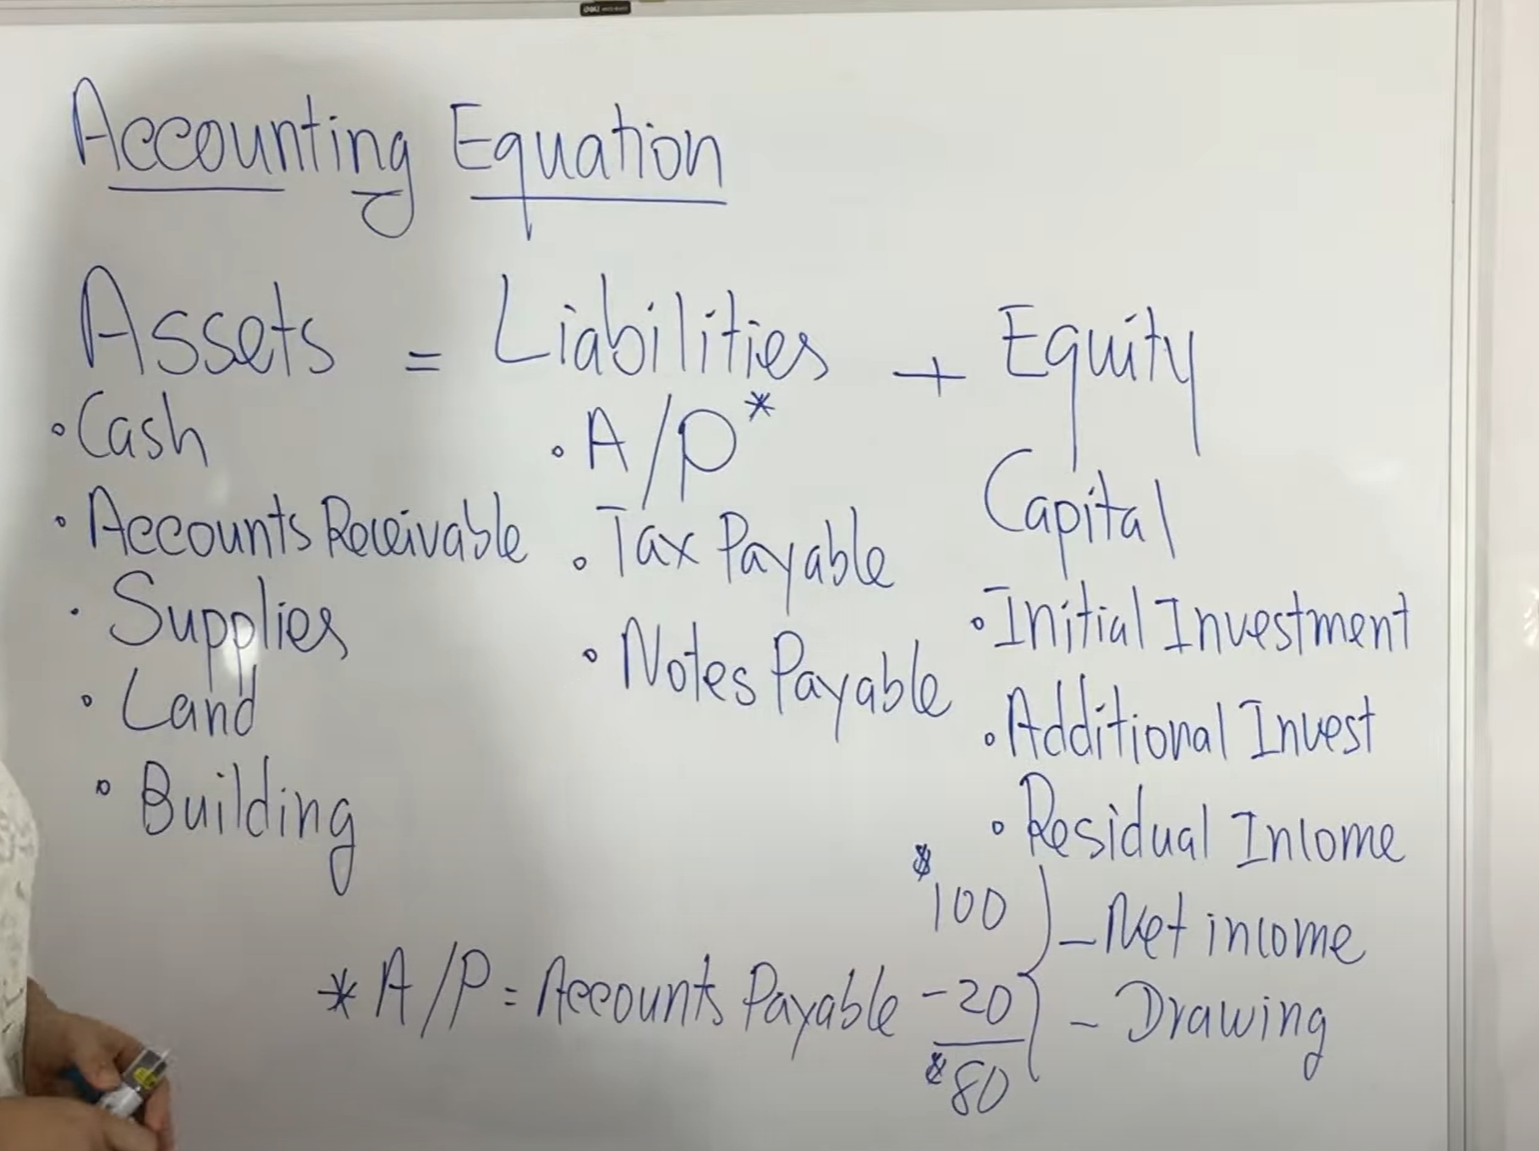 Accounting Equation
Assets = Liabilities + Equity
Capital
• Cash
• Accounts Receivable
• Supplies
• Land
• Building
• A/P*
• Tax Payable
• Notes Payable
• Initial Investment
• Additional Invest
• Residual Income
$100 - Net income
-20 - Drawing
$80
* A/P = Accounts Payable